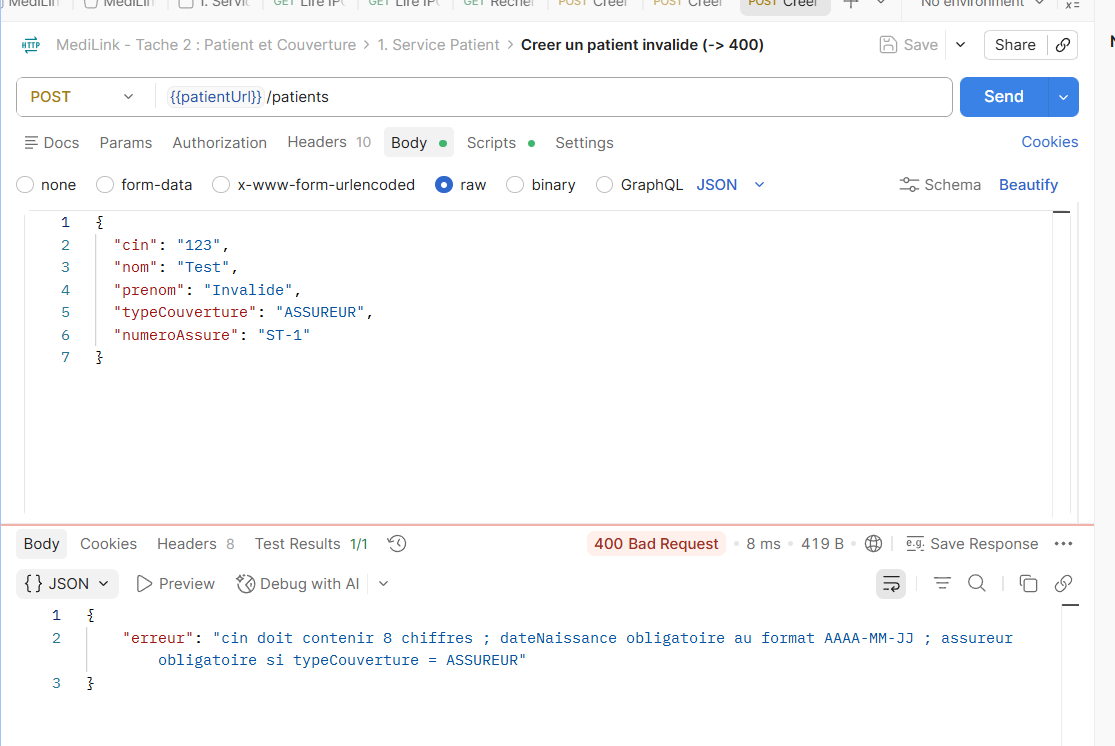 MediLink - Tache 2 : Patient et Couverture > 1. Service Patient > Creer un patient invalide (-> 400) Save Share
POST {{patientUrl}} /patients Send
Docs Params Authorization Headers 10 Body Scripts Settings Cookies
none form-data x-www-form-urlencoded raw binary GraphQL JSON Schema Beautify
1 {
2 "cin": "123",
3 "nom": "Test",
4 "prenom": "Invalide",
5 "typeCouverture": "ASSUREUR",
6 "numeroAssure": "ST-1"
7 }
Body Cookies Headers 8 Test Results 1/1 400 Bad Request • 8 ms • 419 B • e.g. Save Response
{} JSON Preview Debug with AI
1 {
2 "erreur": "cin doit contenir 8 chiffres ; dateNaissance obligatoire au format AAAA-MM-JJ ; assureur
obligatoire si typeCouverture = ASSUREUR"
3 }